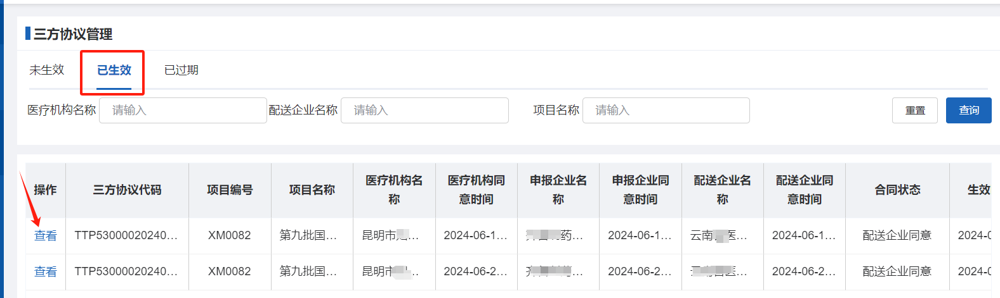 三方协议管理
未生效 已生效 已过期
医疗机构名称 请输入 配送企业名称 请输入 项目名称 请输入 重置 查询
操作 三方协议代码 项目编号 项目名称 医疗机构名称 医疗机构同意时间 申报企业名称 申报企业同意时间 配送企业名称 配送企业同意时间 合同状态 生效
查看 TTP53000020240... XM0082 第九批国... 昆明市... 2024-06-1... 药... 2024-06-1... 云南 医... 2024-06-1... 配送企业同意 2024-0
查看 TTP53000020240... XM0082 第九批国... 昆明市... 2024-06-2... ... 2024-06-2... 医... 2024-06-2... 配送企业同意 2024-0